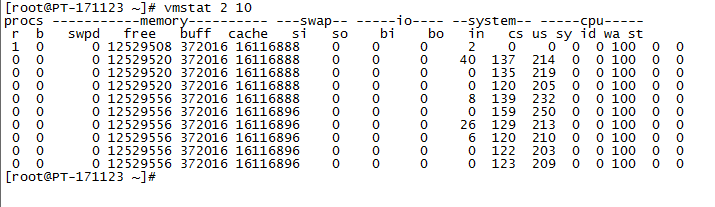 [root@PT-171123 ~]# vmstat 2 10
procs -----------memory---------- ---swap-- -----io---- --system-- -----cpu-----
r b swpd free buff cache si so bi bo in cs us sy id wa st
1 0 0 12529508 372016 16116888 0 0 0 2 0 0 0 0 100 0 0
0 0 0 12529520 372016 16116888 0 0 0 40 137 214 0 0 100 0 0
0 0 0 12529520 372016 16116888 0 0 0 0 135 219 0 0 100 0 0
0 0 0 12529520 372016 16116888 0 0 0 0 120 205 0 0 100 0 0
0 0 0 12529556 372016 16116888 0 0 0 8 139 232 0 0 100 0 0
0 0 0 12529556 372016 16116896 0 0 0 0 159 250 0 0 100 0 0
0 0 0 12529556 372016 16116896 0 0 0 26 129 213 0 0 100 0 0
0 0 0 12529556 372016 16116896 0 0 0 6 120 210 0 0 100 0 0
0 0 0 12529556 372016 16116896 0 0 0 0 122 203 0 0 100 0 0
0 0 0 12529556 372016 16116896 0 0 0 0 123 209 0 0 100 0 0
[root@PT-171123 ~]#